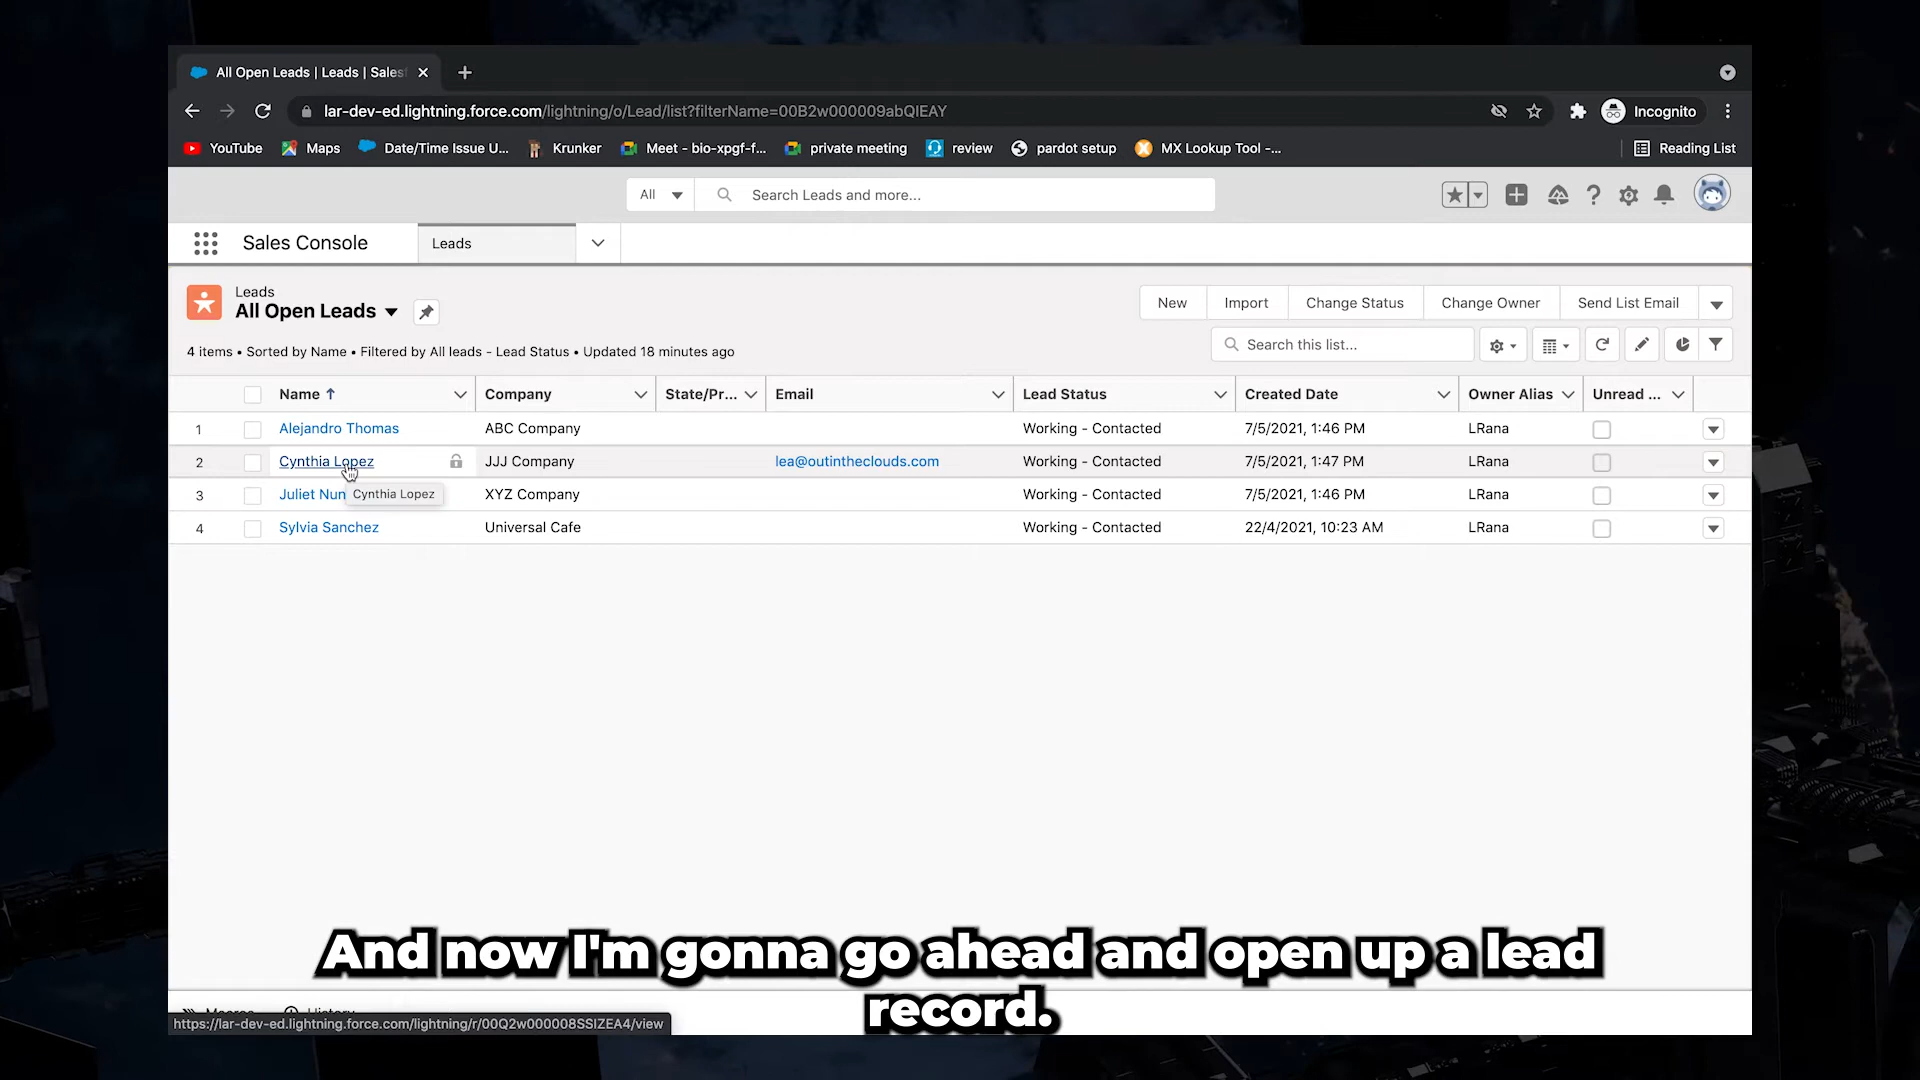 All Open Leads | Leads | Sales
lar-dev-ed.lightning.force.com/lightning/o/Lead/list?filterName=00B2w000009abQIEAY
Incognito
YouTube
Maps
Date/Time Issue U...
Krunker
Meet - bio-xpgf-f...
private meeting
review
pardot setup
MX Lookup Tool -...
Reading List
All
Search Leads and more...
Sales Console
Leads
Leads
All Open Leads
New
Import
Change Status
Change Owner
Send List Email
4 items • Sorted by Name • Filtered by All leads - Lead Status • Updated 18 minutes ago
Search this list...
Name
Company
State/Pr...
Email
Lead Status
Created Date
Owner Alias
Unread ...
1 Alejandro Thomas ABC Company Working - Contacted 7/5/2021, 1:46 PM LRana
2 Cynthia Lopez JJJ Company lea@outintheclouds.com Working - Contacted 7/5/2021, 1:47 PM LRana
3 Juliet Nun XYZ Company Working - Contacted 7/5/2021, 1:46 PM LRana
Cynthia Lopez
4 Sylvia Sanchez Universal Cafe Working - Contacted 22/4/2021, 10:23 AM LRana
And now I'm gonna go ahead and open up a lead
record.
History
https://lar-dev-ed.lightning.force.com/lightning/r/00Q2w000008SSIZEA4/view